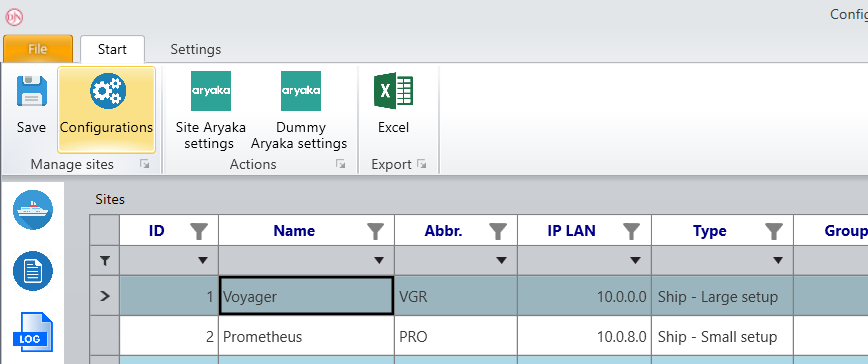 Config
File Start Settings
aryaka aryaka
Save Configurations Site Aryaka Dummy Excel
settings Aryaka settings
Manage sites Actions Export
Sites
ID Name Abbr. IP LAN Type Group
1 Voyager VGR 10.0.0.0 Ship - Large setup
2 Prometheus PRO 10.0.8.0 Ship - Small setup
LOG